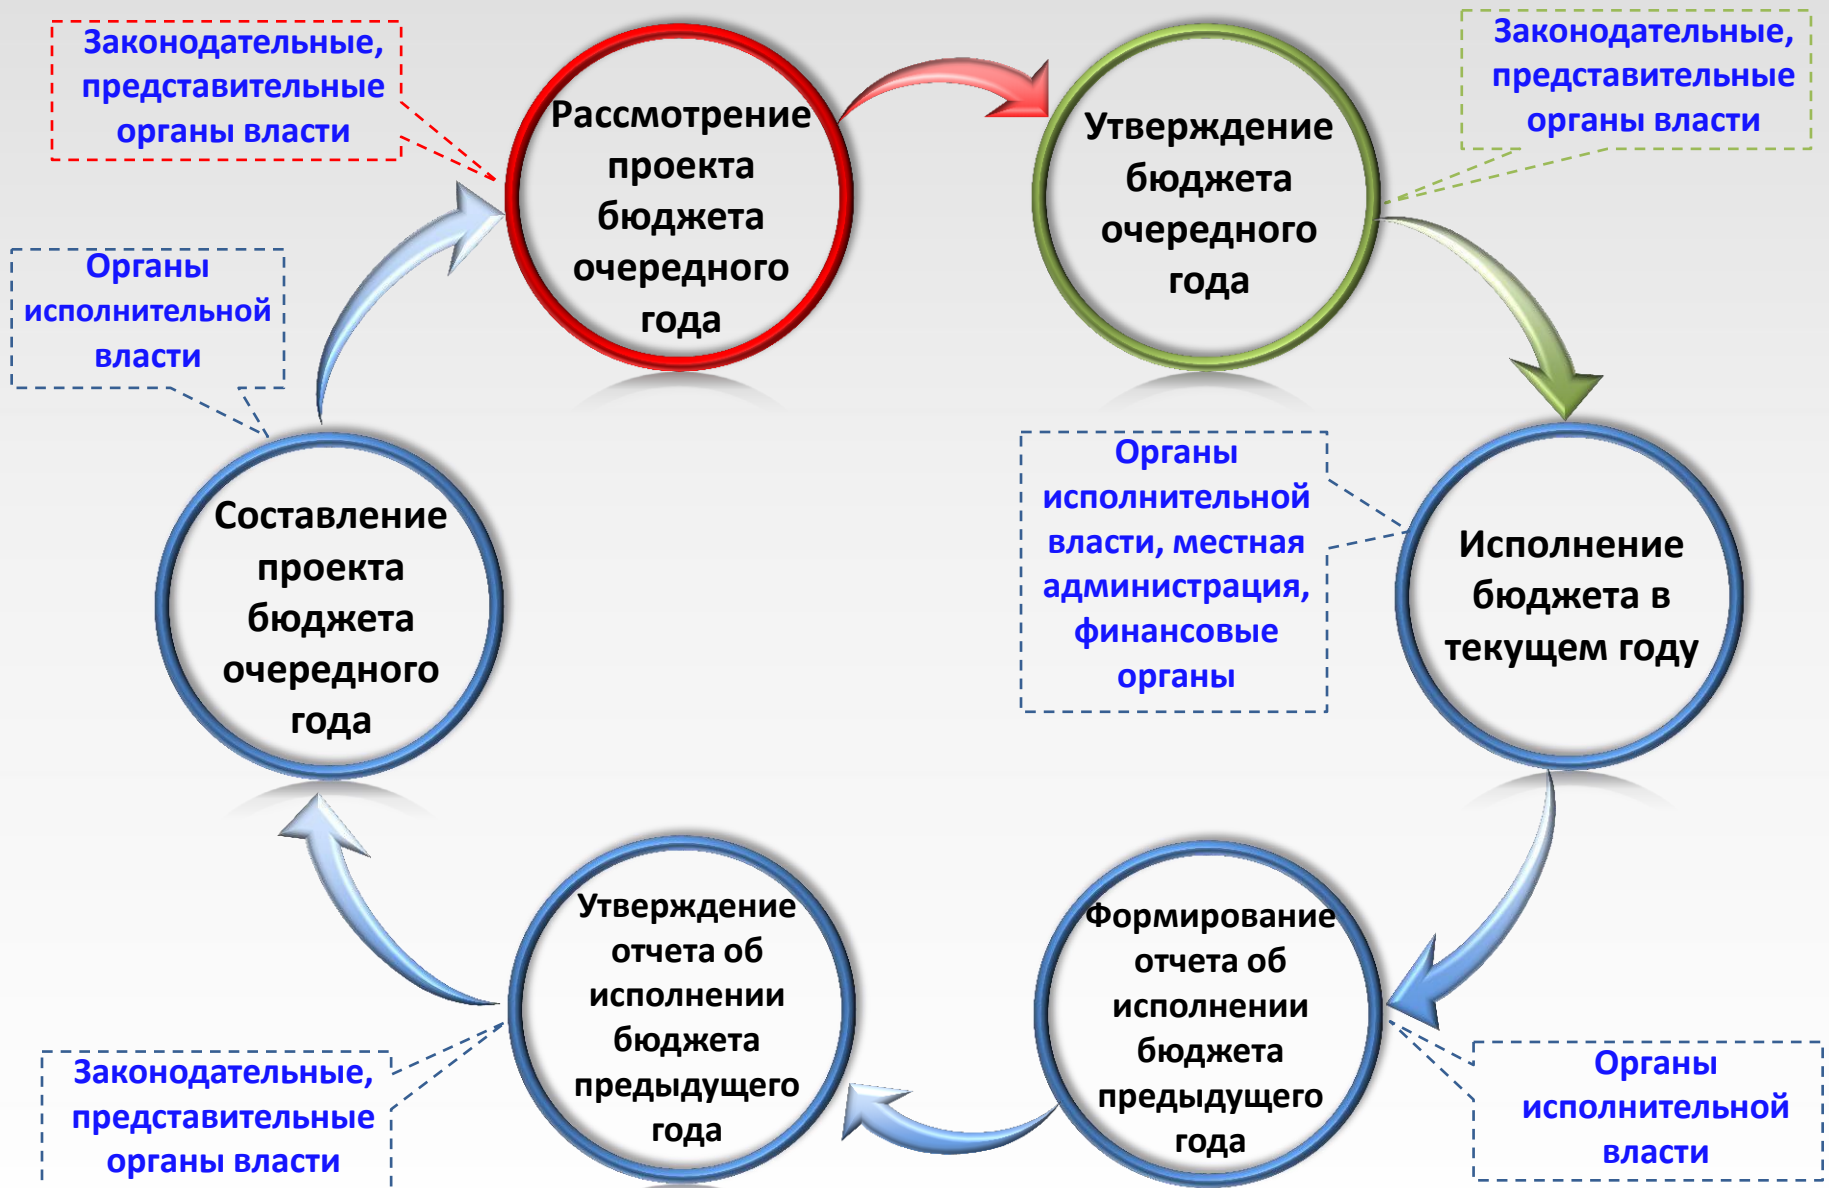 Законодательные,
представительные
органы власти
Рассмотрение
проекта
бюджета
очередного
года
Утверждение
бюджета
очередного
года
Законодательные,
представительные
органы власти
Органы
исполнительной
власти
Составление
проекта
бюджета
очередного
года
Органы
исполнительной
власти, местная
администрация,
финансовые
органы
Исполнение
бюджета в
текущем году
Законодательные,
представительные
органы власти
Утверждение
отчета об
исполнении
бюджета
предыдущего
года
Формирование
отчета об
исполнении
бюджета
предыдущего
года
Органы
исполнительной
власти